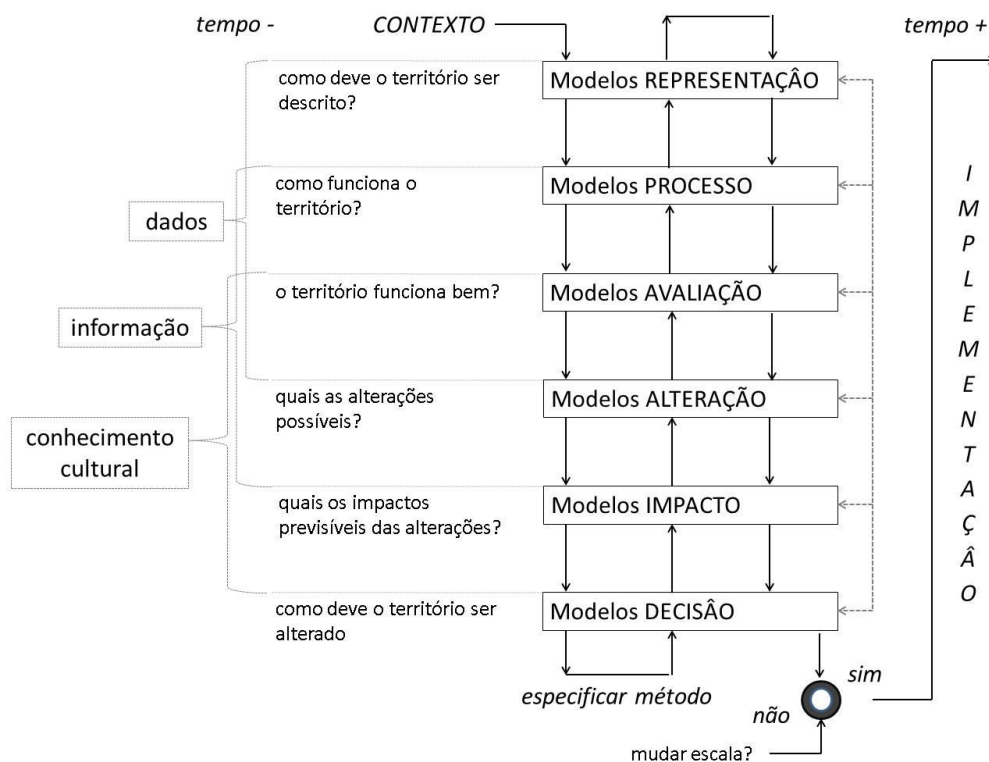 tempo -
CONTEXTO
tempo +
como deve o território ser
descrito?
Modelos REPRESENTAÇÂO
como funciona o
território?
Modelos PROCESSO
dados
o território funciona bem?
Modelos AVALIAÇÃO
informação
quais as alterações
possíveis?
Modelos ALTERAÇÃO
conhecimento
cultural
quais os impactos
previsíveis das alterações?
Modelos IMPACTO
como deve o território ser
alterado
Modelos DECISÂO
especificar método
sim
não
mudar escala?
I
M
P
L
E
M
E
N
T
A
Ç
Â
O